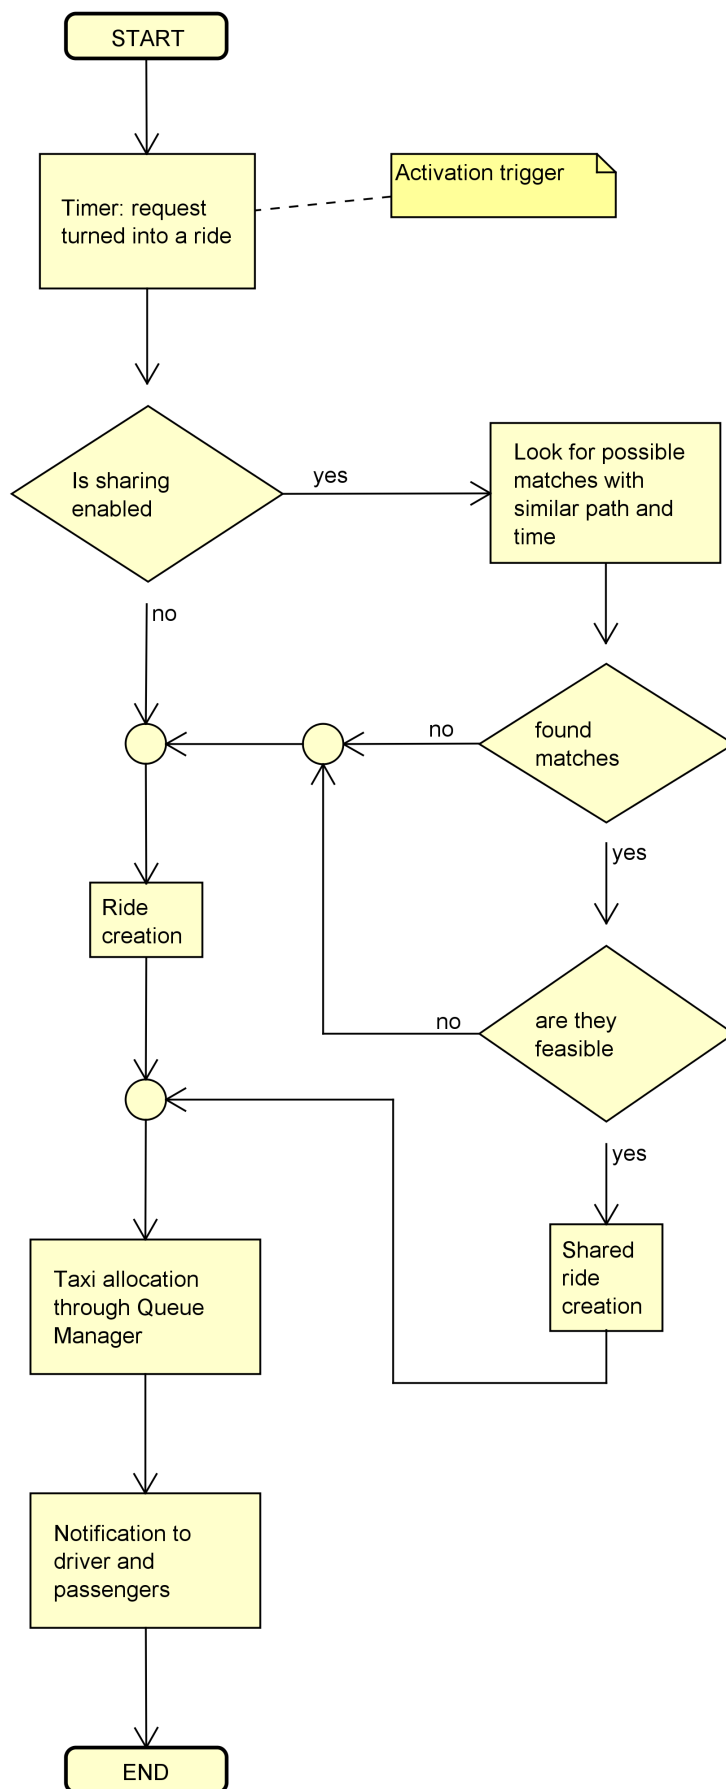 START
Timer: request
turned into a ride
Activation trigger
Is sharing
enabled
yes
Look for possible
matches with
similar path and
time
no
no
found
matches
yes
Ride
creation
no
are they
feasible
yes
Shared
ride
creation
Taxi allocation
through Queue
Manager
Notification to
driver and
passengers
END